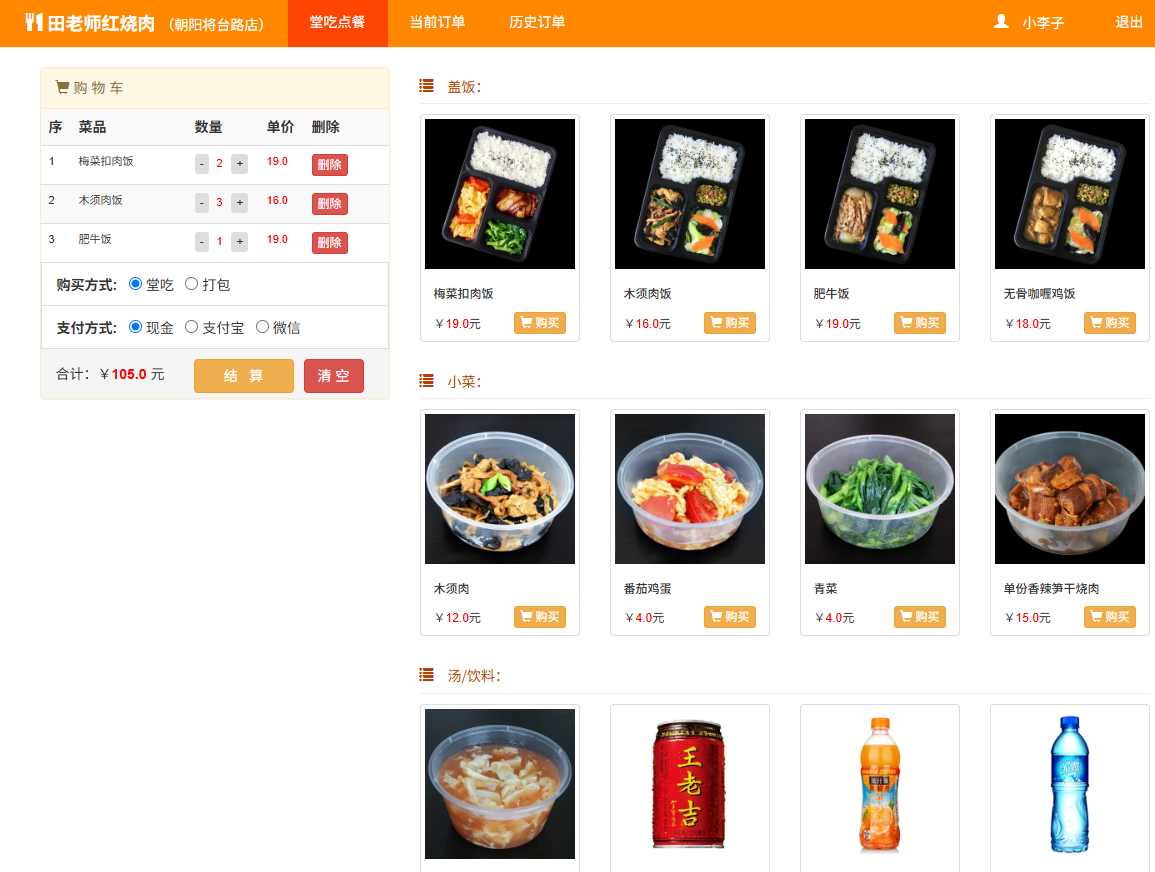 田老师红烧肉 （朝阳将台路店） 堂吃点餐 当前订单 历史订单 小李子 退出
购 物 车
序 菜品 数量 单价 删除
1 梅菜扣肉饭 - 2 + 19.0 删除
2 木须肉饭 - 3 + 16.0 删除
3 肥牛饭 - 1 + 19.0 删除
购买方式: 堂吃 打包
支付方式: 现金 支付宝 微信
合计: ￥105.0 元 结 算 清 空
盖饭:
梅菜扣肉饭 木须肉饭 肥牛饭 无骨咖喱鸡饭
￥19.0元 购买 ￥16.0元 购买 ￥19.0元 购买 ￥18.0元 购买
小菜:
木须肉 番茄鸡蛋 青菜 单份香辣笋干烧肉
￥12.0元 购买 ￥4.0元 购买 ￥4.0元 购买 ￥15.0元 购买
汤/饮料:
王老吉